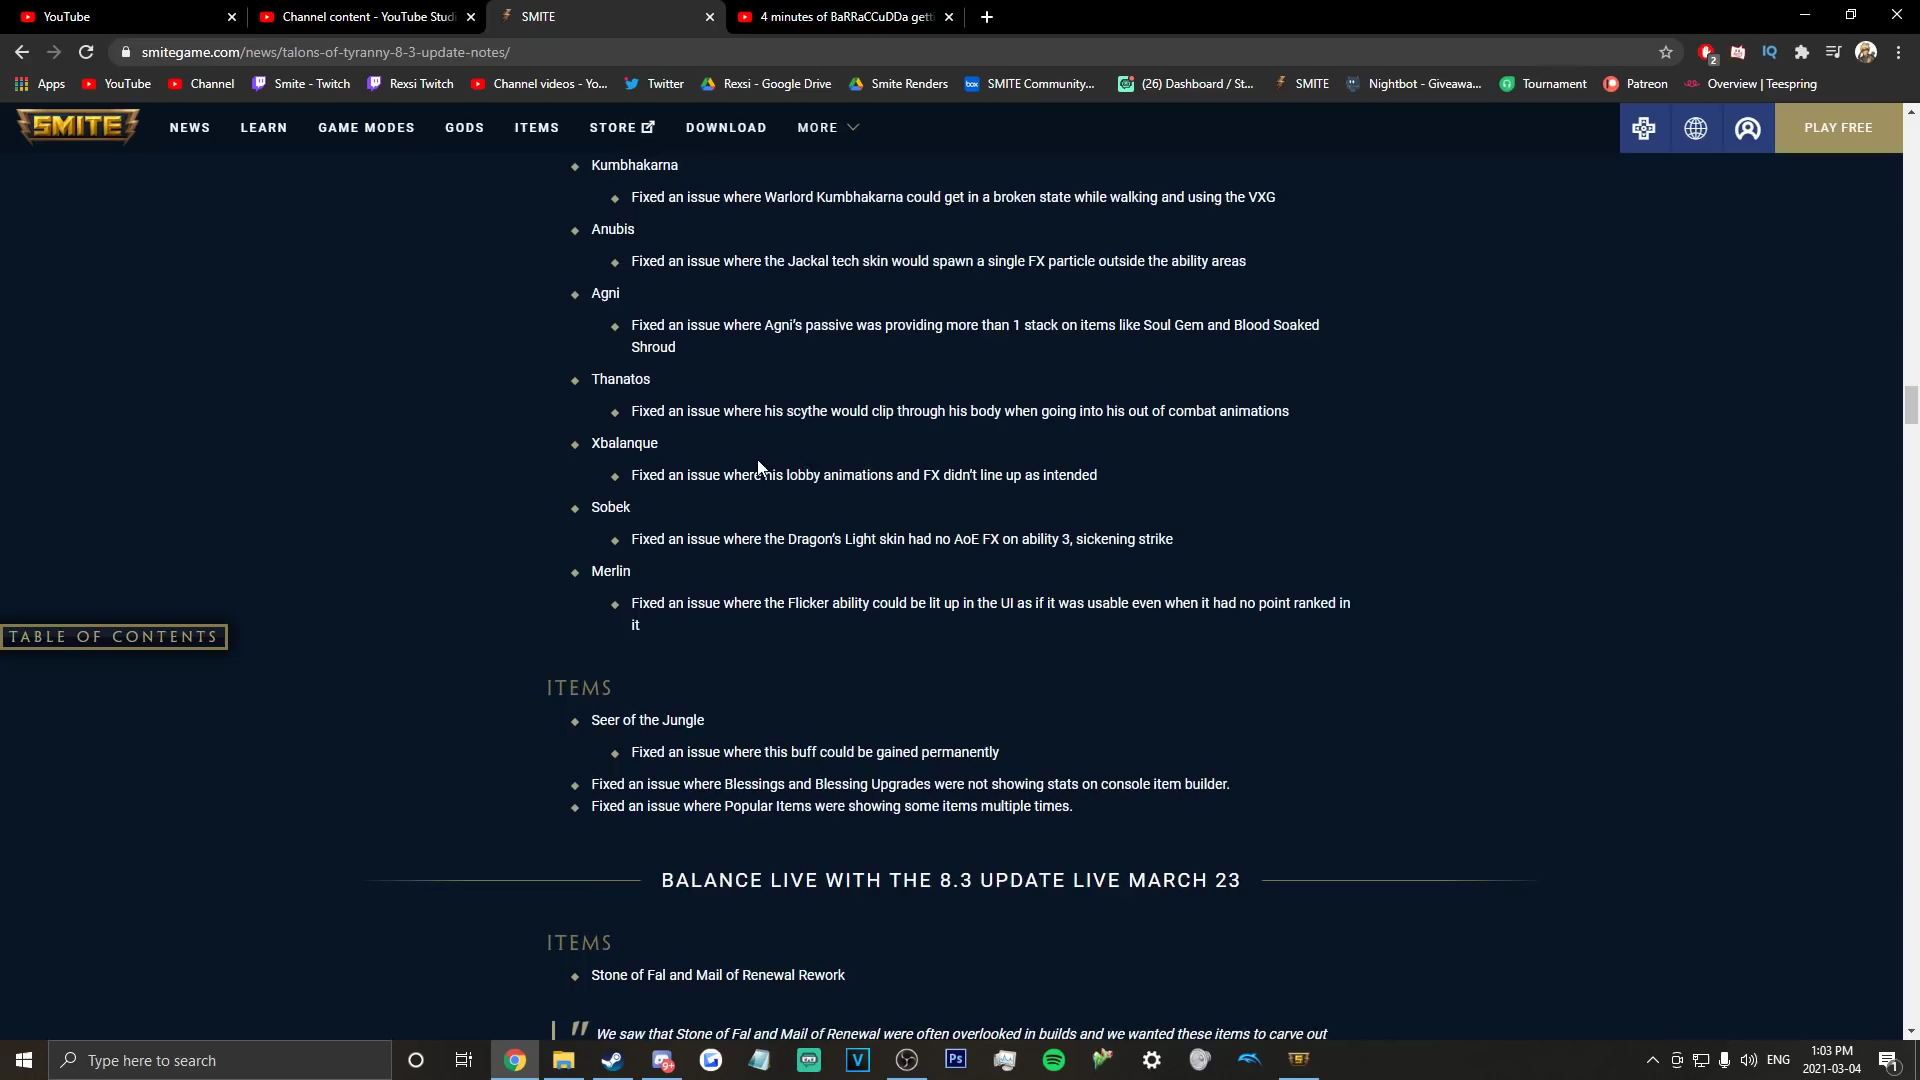 YouTube
Channel content - YouTube Studi
SMITE
4 minutes of BaRRaCCuDDa gett
smitegame.com/news/talons-of-tyranny-8-3-update-notes/
2
Apps
YouTube
Channel
Smite - Twitch
Rexsi Twitch
Channel videos - Yo...
Twitter
Rexsi - Google Drive
Smite Renders
box
SMITE Community...
(26) Dashboard / St...
SMITE
Nightbot - Giveawa...
Tournament
Patreon
Overview | Teespring
SMITE
NEWS
LEARN
GAME MODES
GODS
ITEMS
STORE
DOWNLOAD
MORE
PLAY FREE
Kumbhakarna
Fixed an issue where Warlord Kumbhakarna could get in a broken state while walking and using the VXG
Anubis
Fixed an issue where the Jackal tech skin would spawn a single FX particle outside the ability areas
Agni
Fixed an issue where Agni's passive was providing more than 1 stack on items like Soul Gem and Blood Soaked
Shroud
Thanatos
Fixed an issue where his scythe would clip through his body when going into his out of combat animations
Xbalanque
Fixed an issue where his lobby animations and FX didn't line up as intended
Sobek
Fixed an issue where the Dragon's Light skin had no AoE FX on ability 3, sickening strike
Merlin
Fixed an issue where the Flicker ability could be lit up in the UI as if it was usable even when it had no point ranked in
it
TABLE OF CONTENTS
ITEMS
Seer of the Jungle
Fixed an issue where this buff could be gained permanently
Fixed an issue where Blessings and Blessing Upgrades were not showing stats on console item builder.
Fixed an issue where Popular Items were showing some items multiple times.
BALANCE LIVE WITH THE 8.3 UPDATE LIVE MARCH 23
ITEMS
Stone of Fal and Mail of Renewal Rework
" We saw that Stone of Fal and Mail of Renewal were often overlooked in builds and we wanted these items to carve out
Type here to search
9+
V
Ps
ENG
1:03 PM
2021-03-04
1